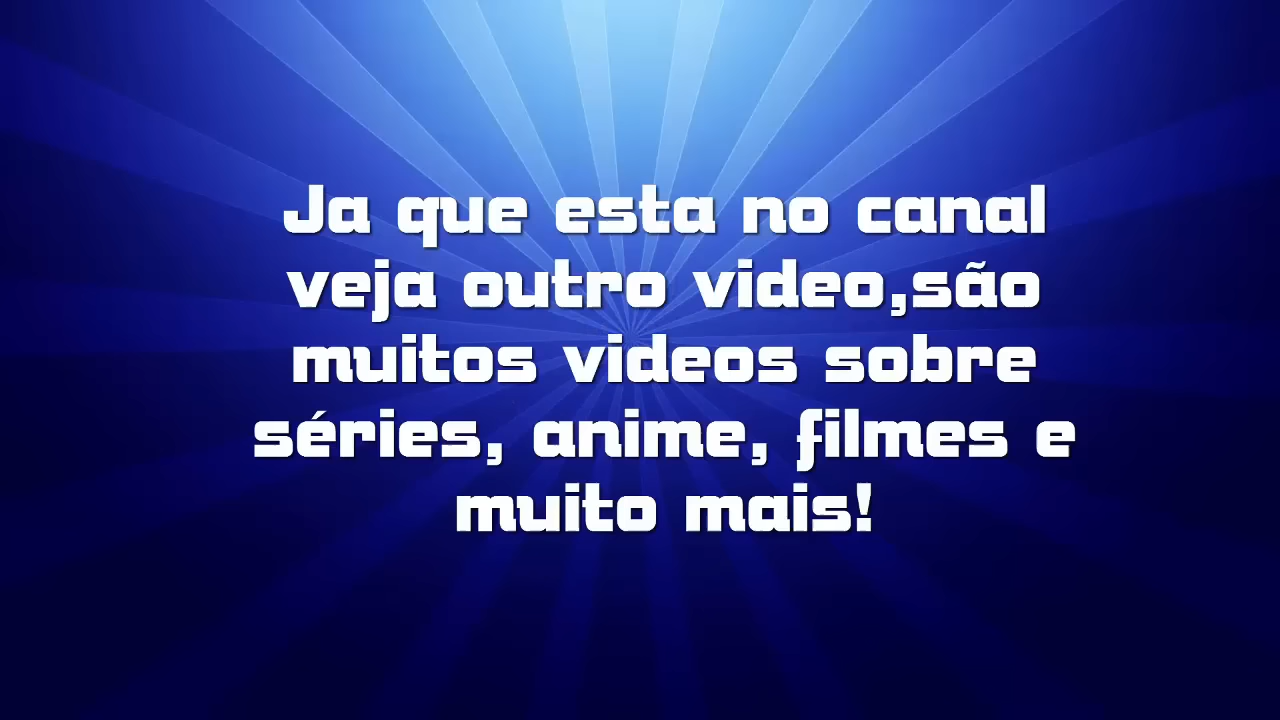 Ja que esta no canal
veja outro video,são
muitos videos sobre
séries, anime, filmes e
muito mais!